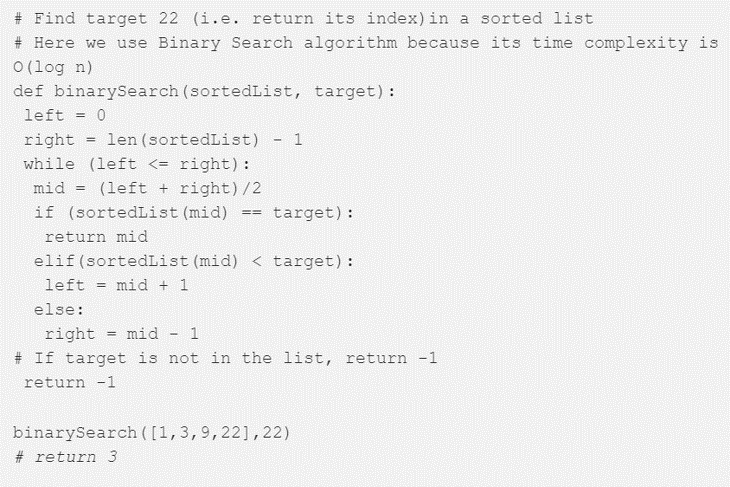 # Find target 22 (i.e. return its index)in a sorted list
# Here we use Binary Search algorithm because its time complexity is
O(log n)
def binarySearch(sortedList, target):
 left = 0
 right = len(sortedList) - 1
 while (left <= right):
  mid = (left + right)/2
  if (sortedList(mid) == target):
   return mid
  elif(sortedList(mid) < target):
   left = mid + 1
  else:
   right = mid - 1
# If target is not in the list, return -1
 return -1

binarySearch([1,3,9,22],22)
# return 3